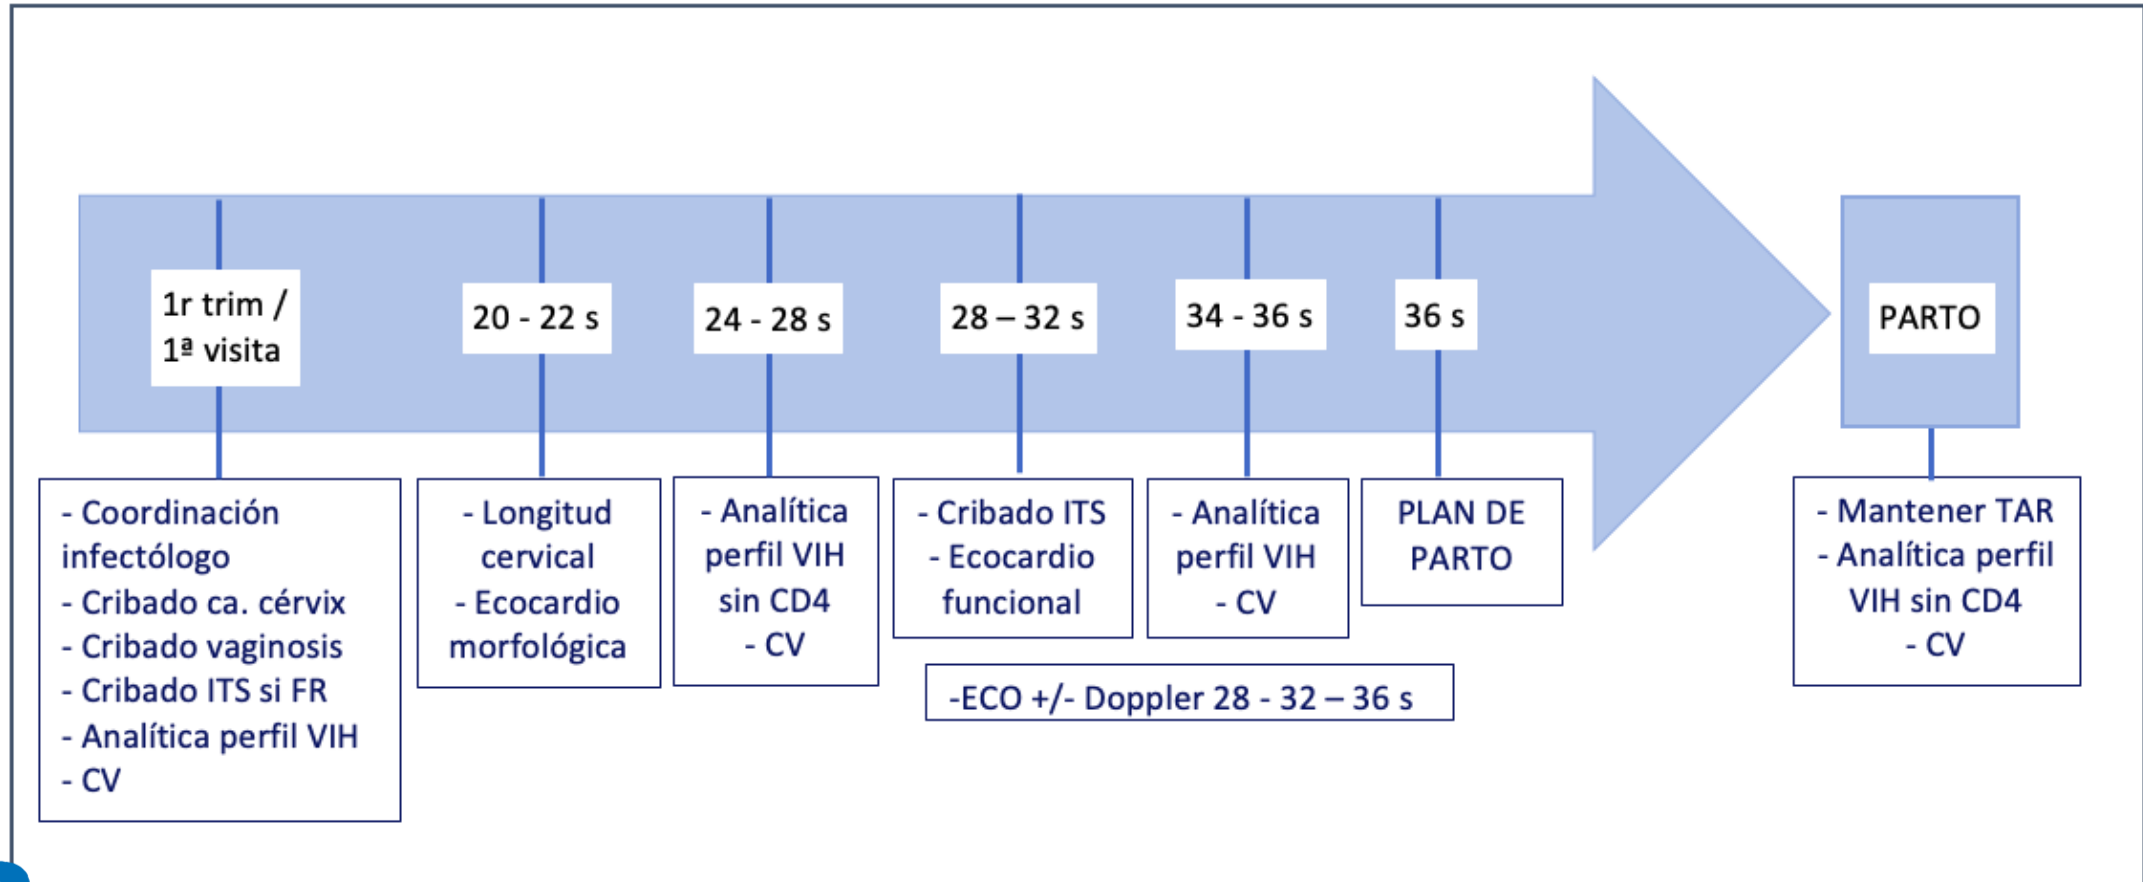 1r trim /
1ª visita
20 - 22 s
24 - 28 s
28 – 32 s
34 - 36 s
36 s
PARTO
- Coordinación
infectólogo
- Cribado ca. cérvix
- Cribado vaginosis
- Cribado ITS si FR
- Analítica perfil VIH
- CV
- Longitud
cervical
- Ecocardio
morfológica
- Analítica
perfil VIH
sin CD4
- CV
- Cribado ITS
- Ecocardio
funcional
- Analítica
perfil VIH
- CV
PLAN DE
PARTO
-ECO +/- Doppler 28 - 32 – 36 s
- Mantener TAR
- Analítica perfil
VIH sin CD4
- CV